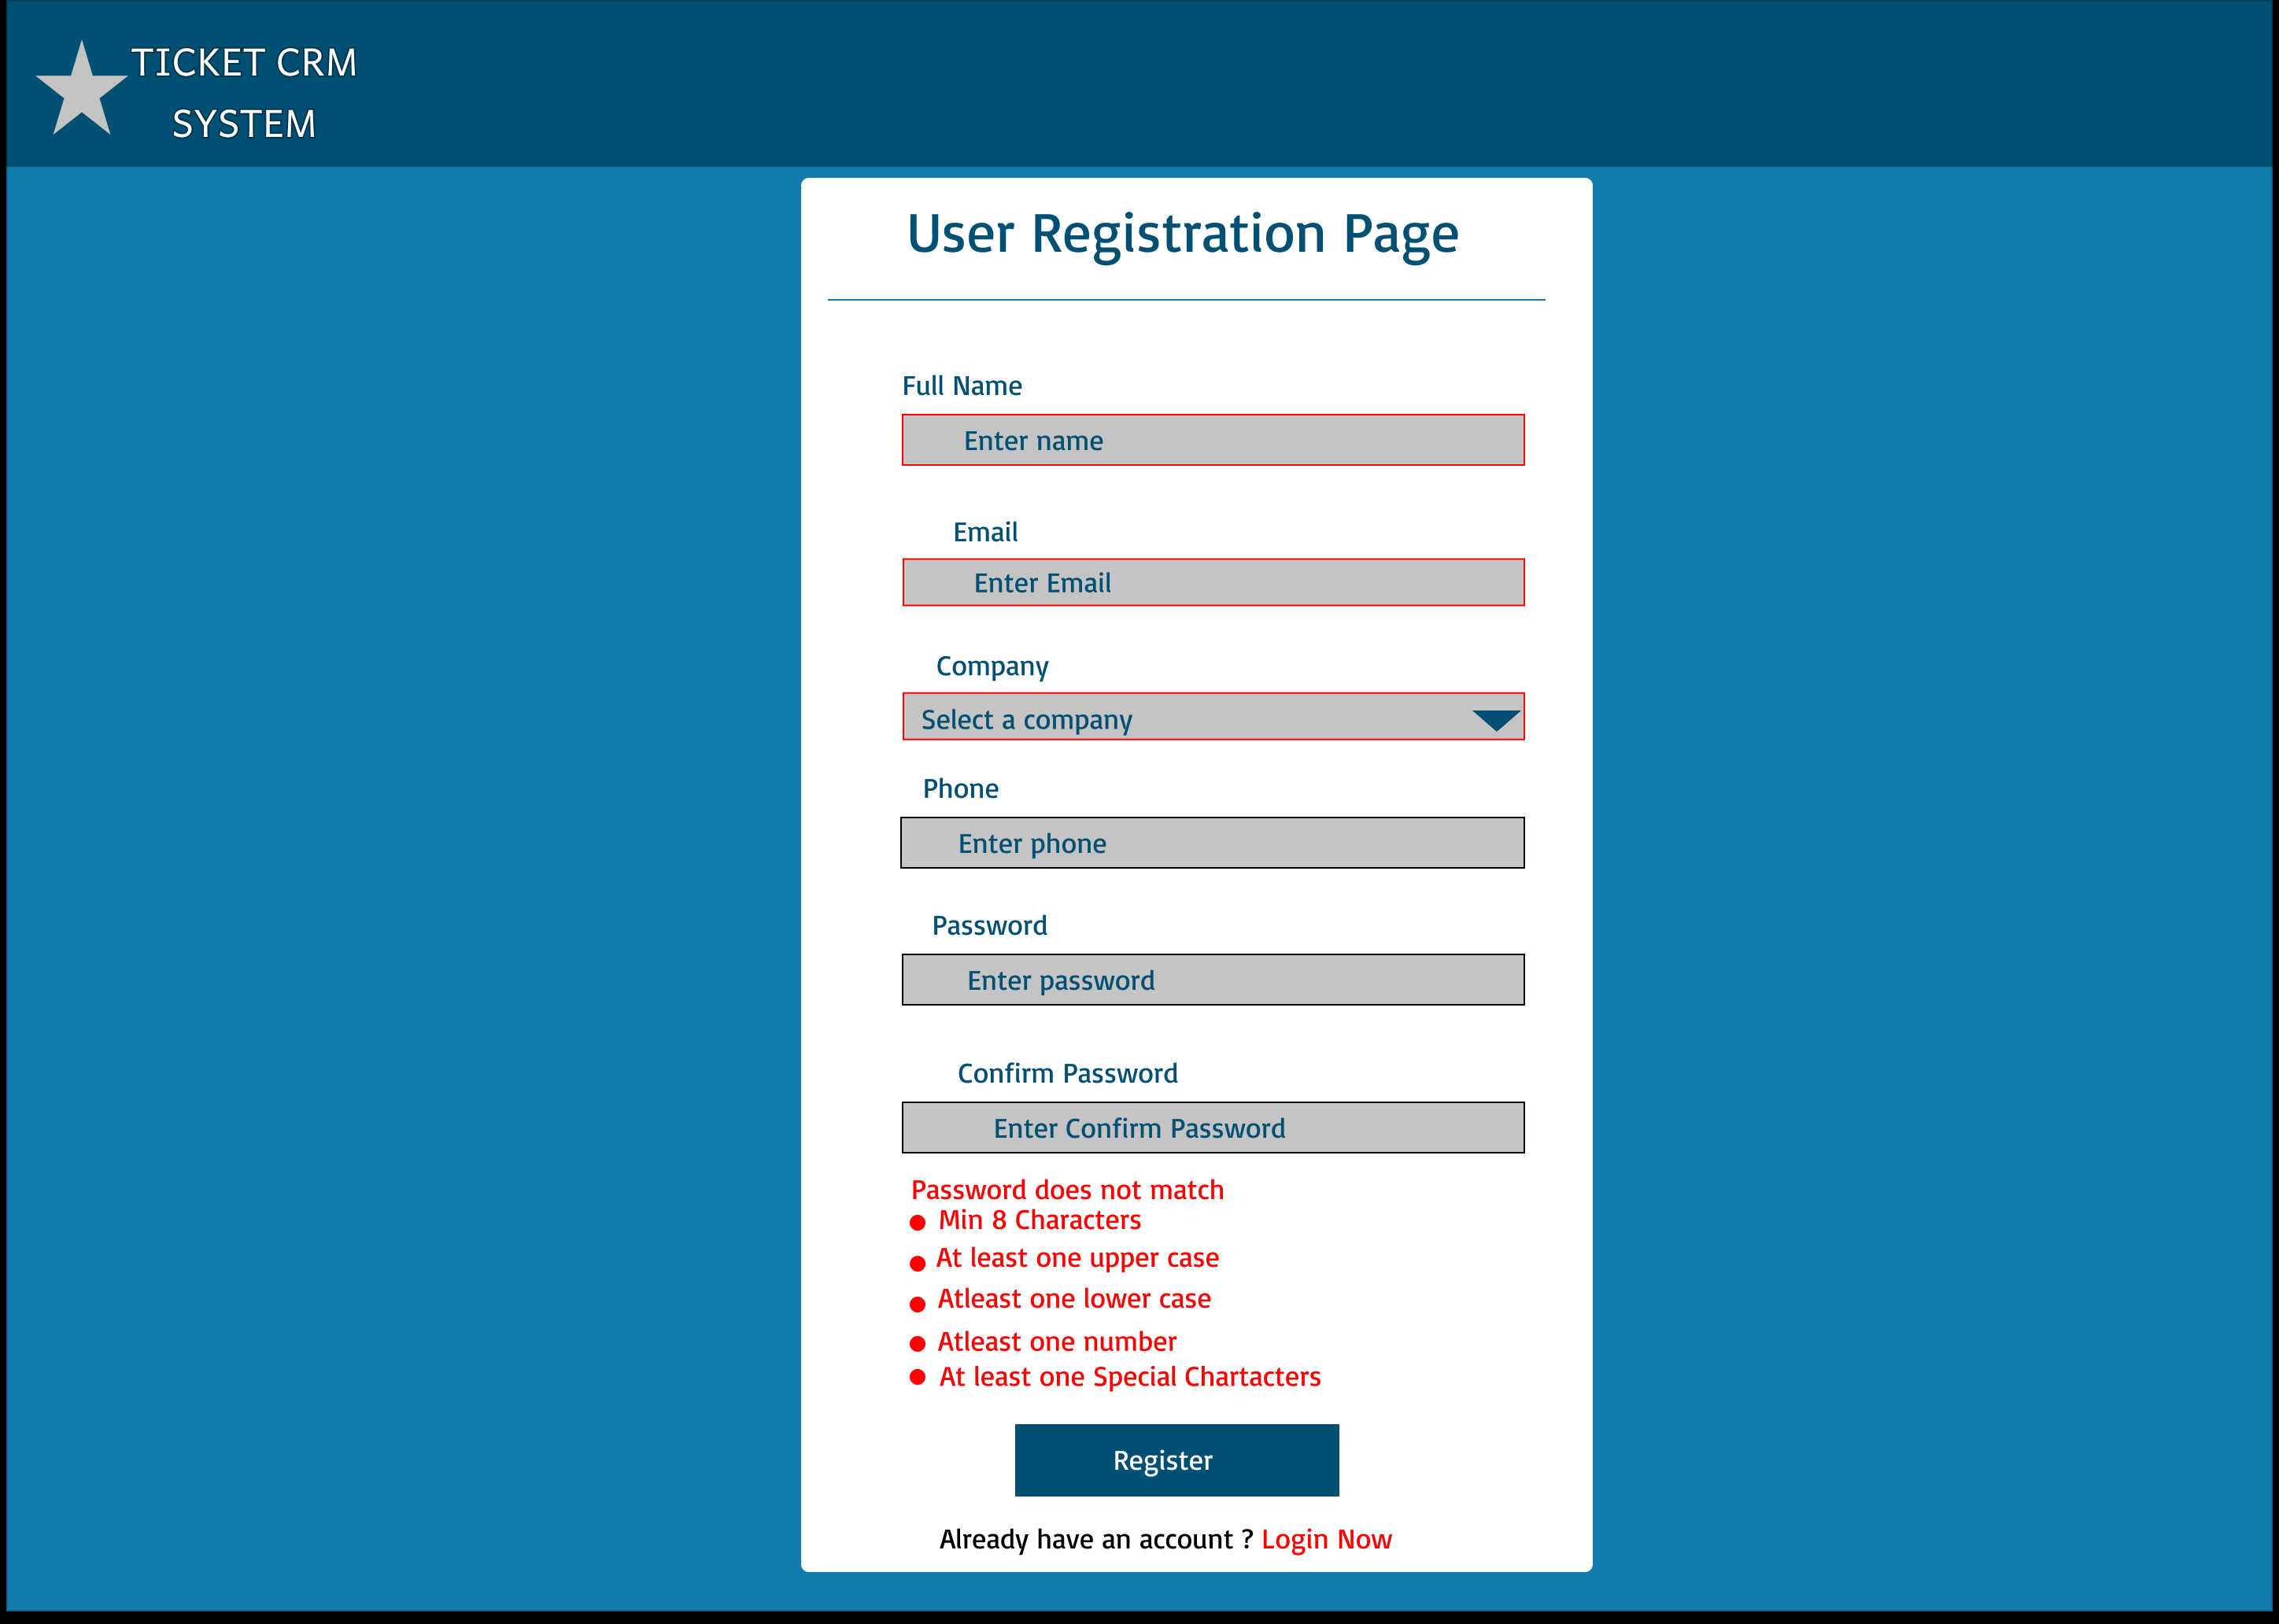 TICKET CRM
SYSTEM
User Registration Page
Full Name
Enter name
Email
Enter Email
Company
Select a company
Phone
Enter phone
Password
Enter password
Confirm Password
Enter Confirm Password
Password does not match
Min 8 Characters
At least one upper case
Atleast one lower case
Atleast one number
At least one Special Chartacters
Register
Already have an account ? Login Now